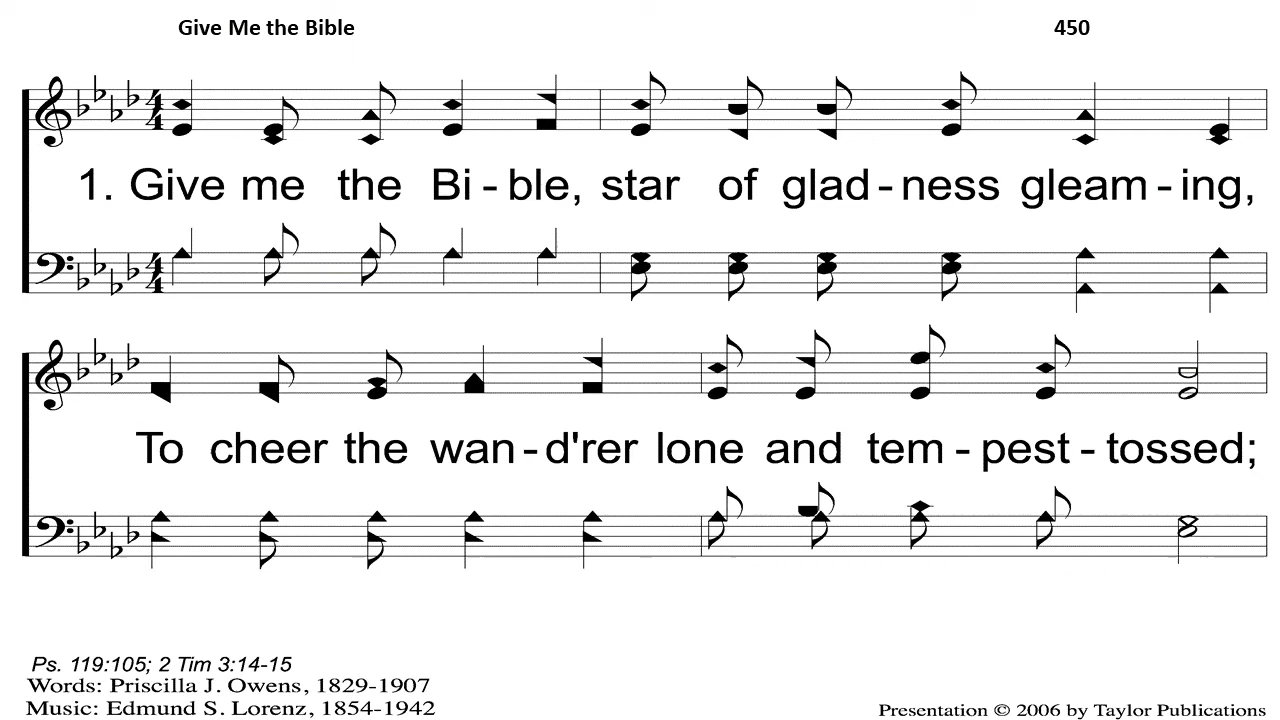 Give Me the Bible 450
1. Give me the Bi - ble, star of glad - ness gleam - ing,
To cheer the wan - d'rer lone and tem - pest - tossed;
Ps. 119:105; 2 Tim 3:14-15
Words: Priscilla J. Owens, 1829-1907
Music: Edmund S. Lorenz, 1854-1942
Presentation © 2006 by Taylor Publications